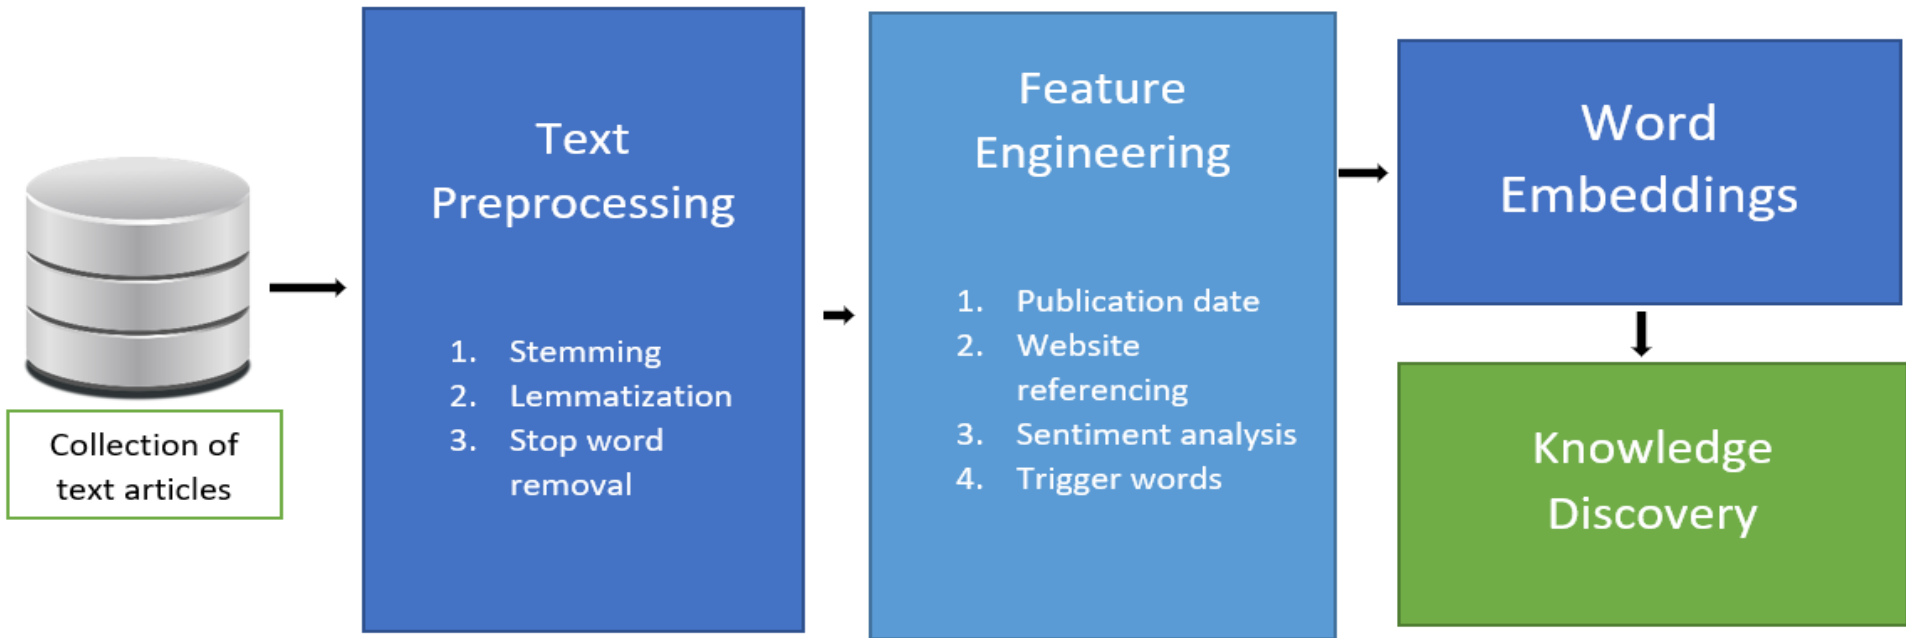 Collection of
text articles
Text
Preprocessing
1. Stemming
2. Lemmatization
3. Stop word
removal
Feature
Engineering
1. Publication date
2. Website
referencing
3. Sentiment analysis
4. Trigger words
Word
Embeddings
Knowledge
Discovery